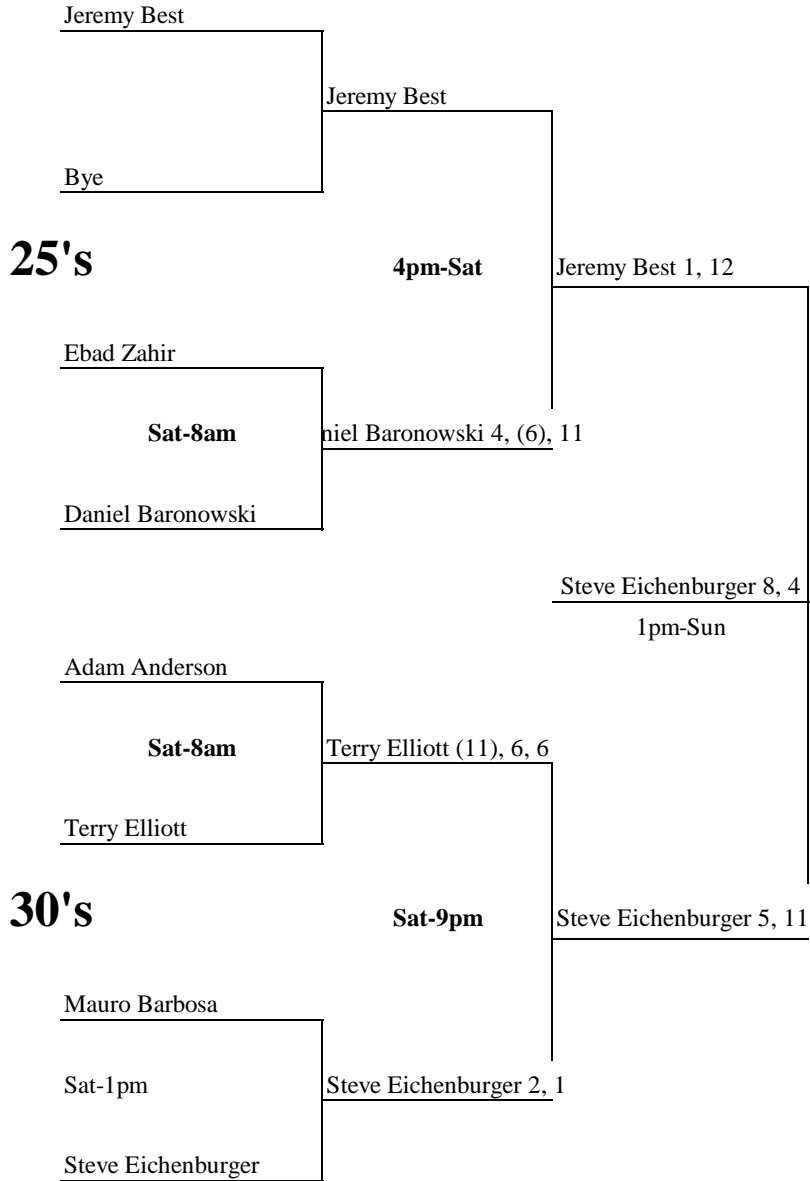 Jeremy Best
Jeremy Best
Bye
25's
4pm-Sat
Jeremy Best 1, 12
Ebad Zahir
Sat-8am
niel Baronowski 4, (6), 11
Daniel Baronowski
Steve Eichenburger 8, 4
1pm-Sun
Adam Anderson
Sat-8am
Terry Elliott (11), 6, 6
Terry Elliott
30's
Sat-9pm
Steve Eichenburger 5, 11
Mauro Barbosa
Sat-1pm
Steve Eichenburger 2, 1
Steve Eichenburger